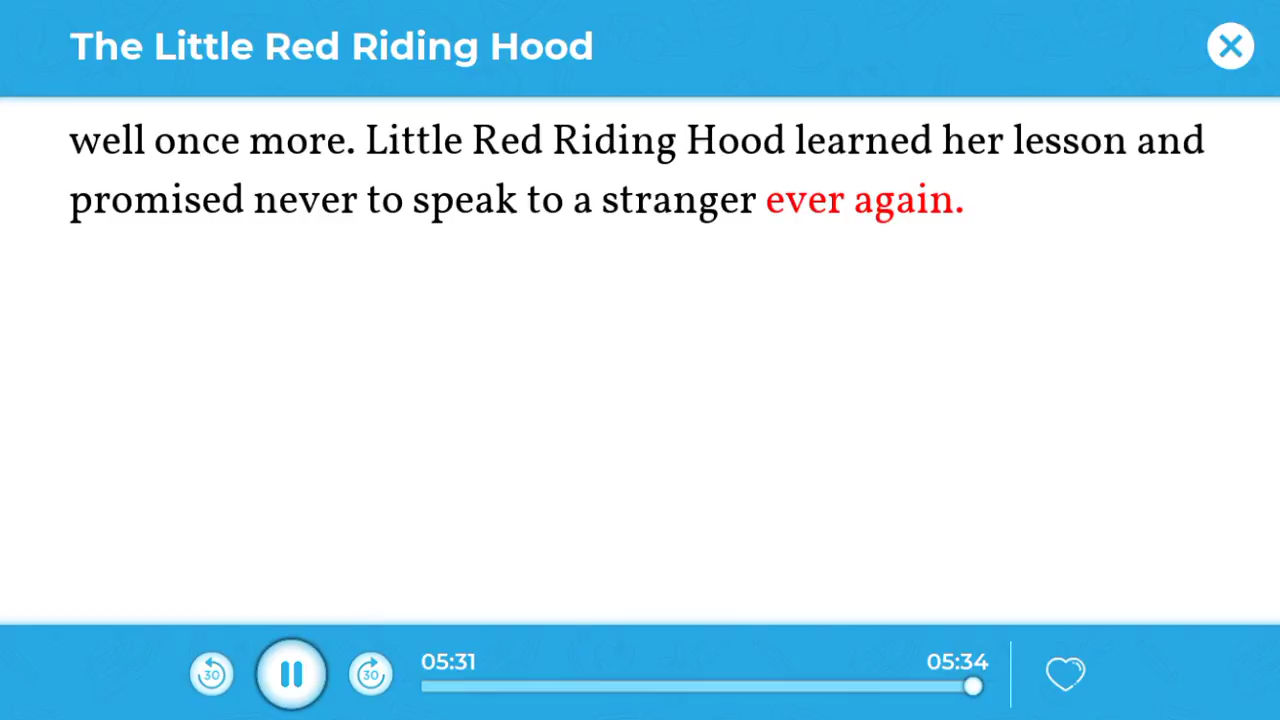 The Little Red Riding Hood
well once more. Little Red Riding Hood learned her lesson and
promised never to speak to a stranger ever again.
30
30
05:31
05:34